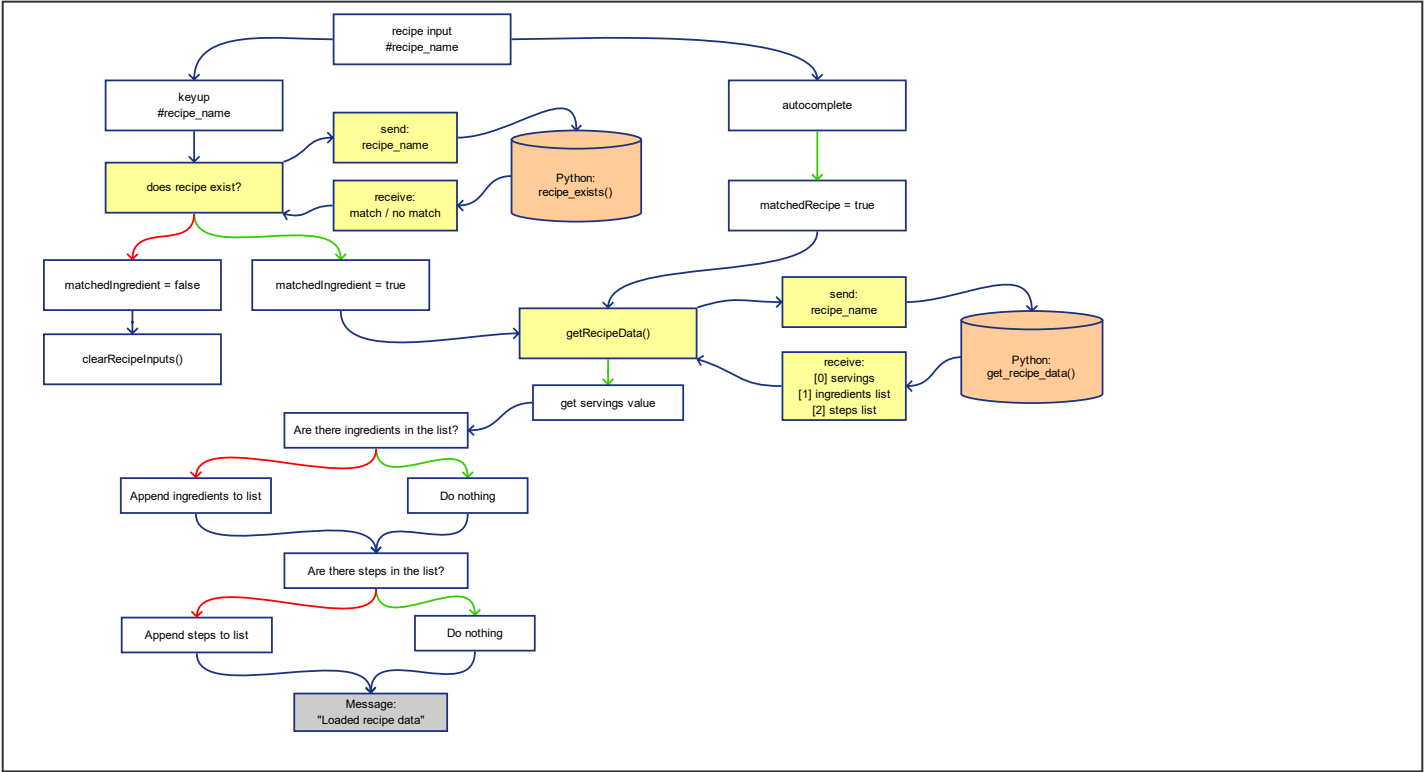 recipe input
#recipe_name
keyup
#recipe_name
autocomplete
send:
recipe_name
does recipe exist?
Python:
recipe_exists()
receive:
match / no match
matchedRecipe = true
matchedIngredient = false
matchedIngredient = true
clearRecipeInputs()
getRecipeData()
send:
recipe_name
Python:
get_recipe_data()
receive:
[0] servings
[1] ingredients list
[2] steps list
get servings value
Are there ingredients in the list?
Append ingredients to list
Do nothing
Are there steps in the list?
Append steps to list
Do nothing
Message:
"Loaded recipe data"